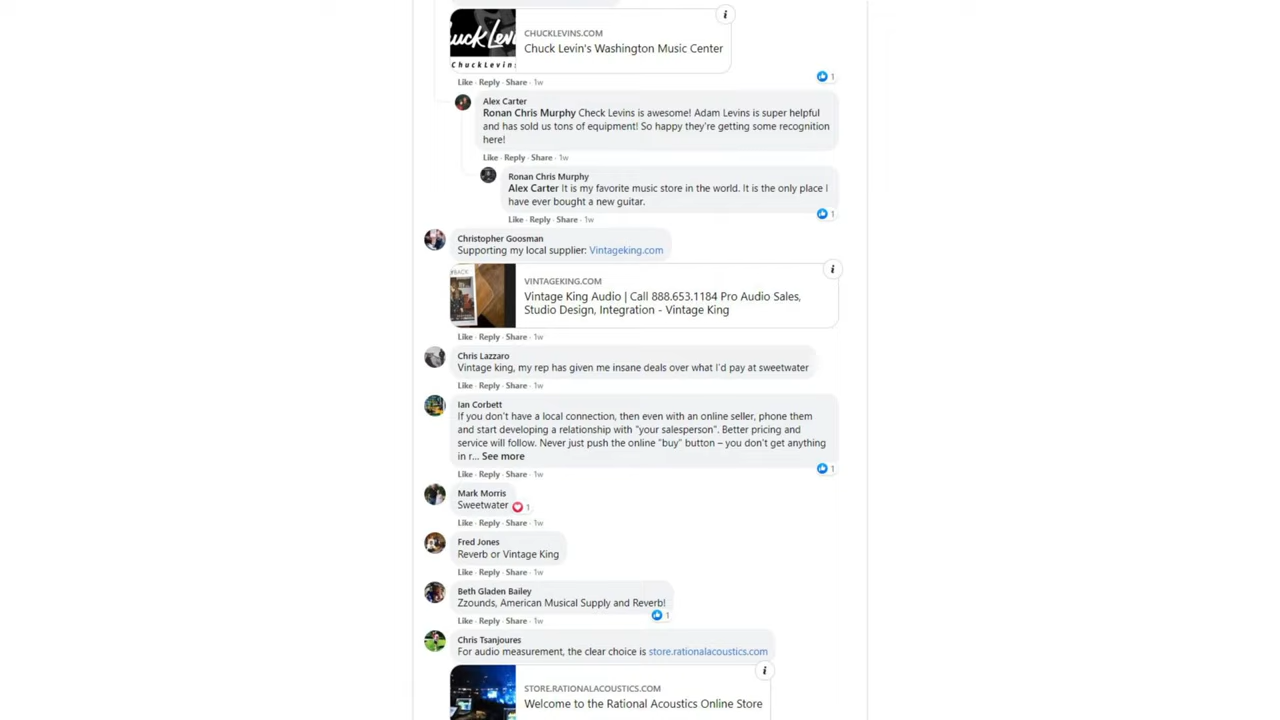 CHUCKLEVINS.COM
Chuck Levin's Washington Music Center
ChuckLevin
1
Like · Reply · Share · 1w
Alex Carter
Ronan Chris Murphy Check Levins is awesome! Adam Levins is super helpful
and has sold us tons of equipment! So happy they're getting some recognition
here!
Like · Reply · Share · 1w
Ronan Chris Murphy
Alex Carter It is my favorite music store in the world. It is the only place I
have ever bought a new guitar.
1
Like · Reply · Share · 1w
Christopher Goosman
Supporting my local supplier: Vintageking.com
VINTAGEKING.COM
Vintage King Audio | Call 888.653.1184 Pro Audio Sales,
Studio Design, Integration - Vintage King
Like · Reply · Share · 1w
Chris Lazzaro
Vintage king, my rep has given me insane deals over what I'd pay at sweetwater
Like · Reply · Share · 1w
Ian Corbett
If you don't have a local connection, then even with an online seller, phone them
and start developing a relationship with "your salesperson". Better pricing and
service will follow. Never just push the online "buy" button – you don't get anything
in r... See more
1
Like · Reply · Share · 1w
Mark Morris
Sweetwater 1
Like · Reply · Share · 1w
Fred Jones
Reverb or Vintage King
Like · Reply · Share · 1w
Beth Gladen Bailey
Zzounds, American Musical Supply and Reverb!
1
Like · Reply · Share · 1w
Chris Tsanjoures
For audio measurement, the clear choice is store.rationalacoustics.com
STORE.RATIONALACOUSTICS.COM
Welcome to the Rational Acoustics Online Store